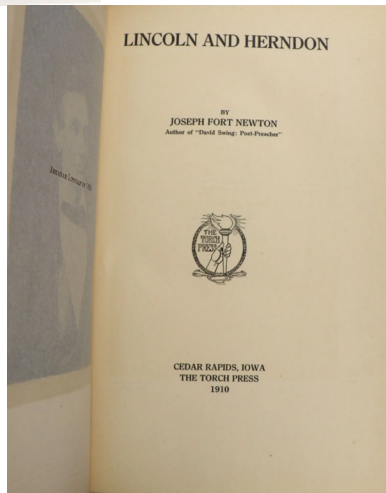 LINCOLN AND HERNDON
BY
JOSEPH FORT NEWTON
Author of "David Swing: Poet-Preacher"
THE
TORCH
PRESS
CEDAR RAPIDS, IOWA
THE TORCH PRESS
1910